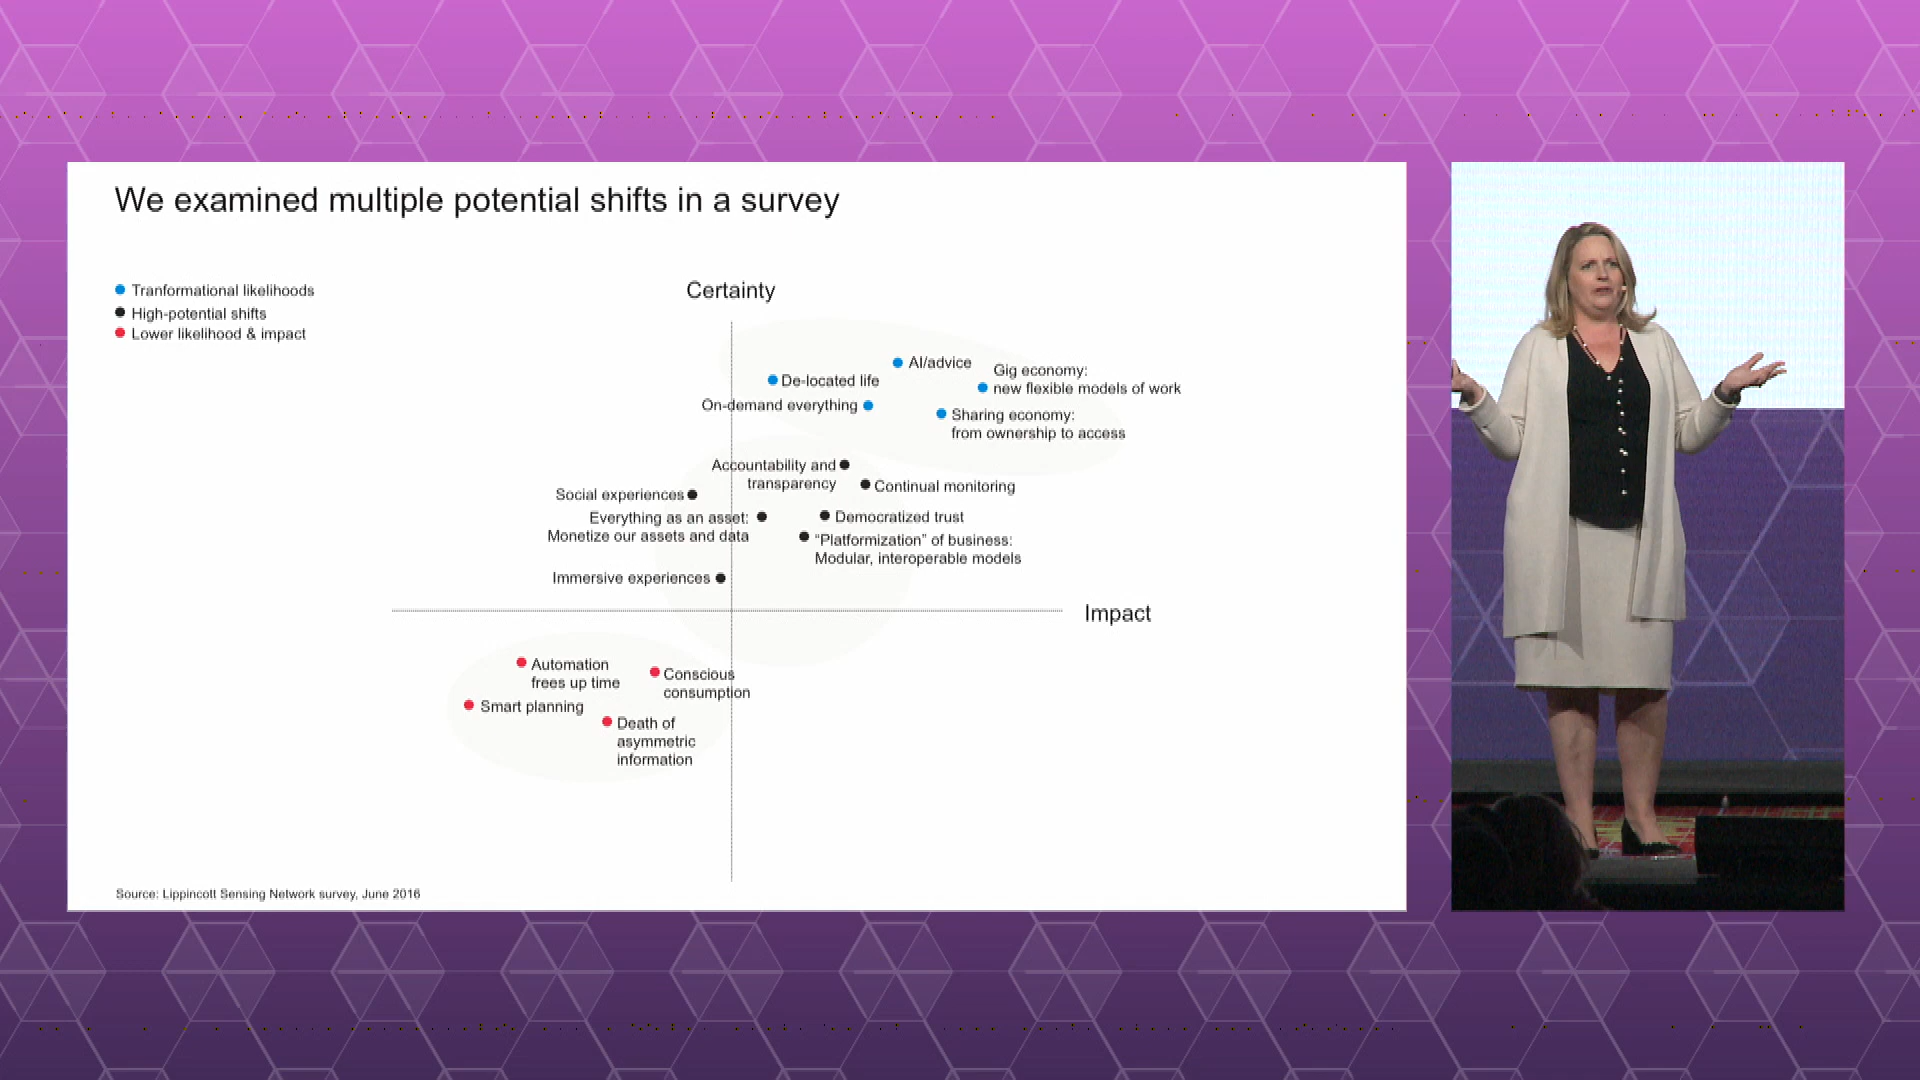 We examined multiple potential shifts in a survey
Tranformational likelihoods
High-potential shifts
Lower likelihood & impact
Certainty
AI/advice
De-located life
Gig economy:
new flexible models of work
On-demand everything
Sharing economy:
from ownership to access
Accountability and
transparency
Continual monitoring
Social experiences
Everything as an asset:
Monetize our assets and data
Democratized trust
“Platformization” of business:
Modular, interoperable models
Immersive experiences
Impact
Automation
frees up time
Conscious
consumption
Smart planning
Death of
asymmetric
information
Source: Lippincott Sensing Network survey, June 2016